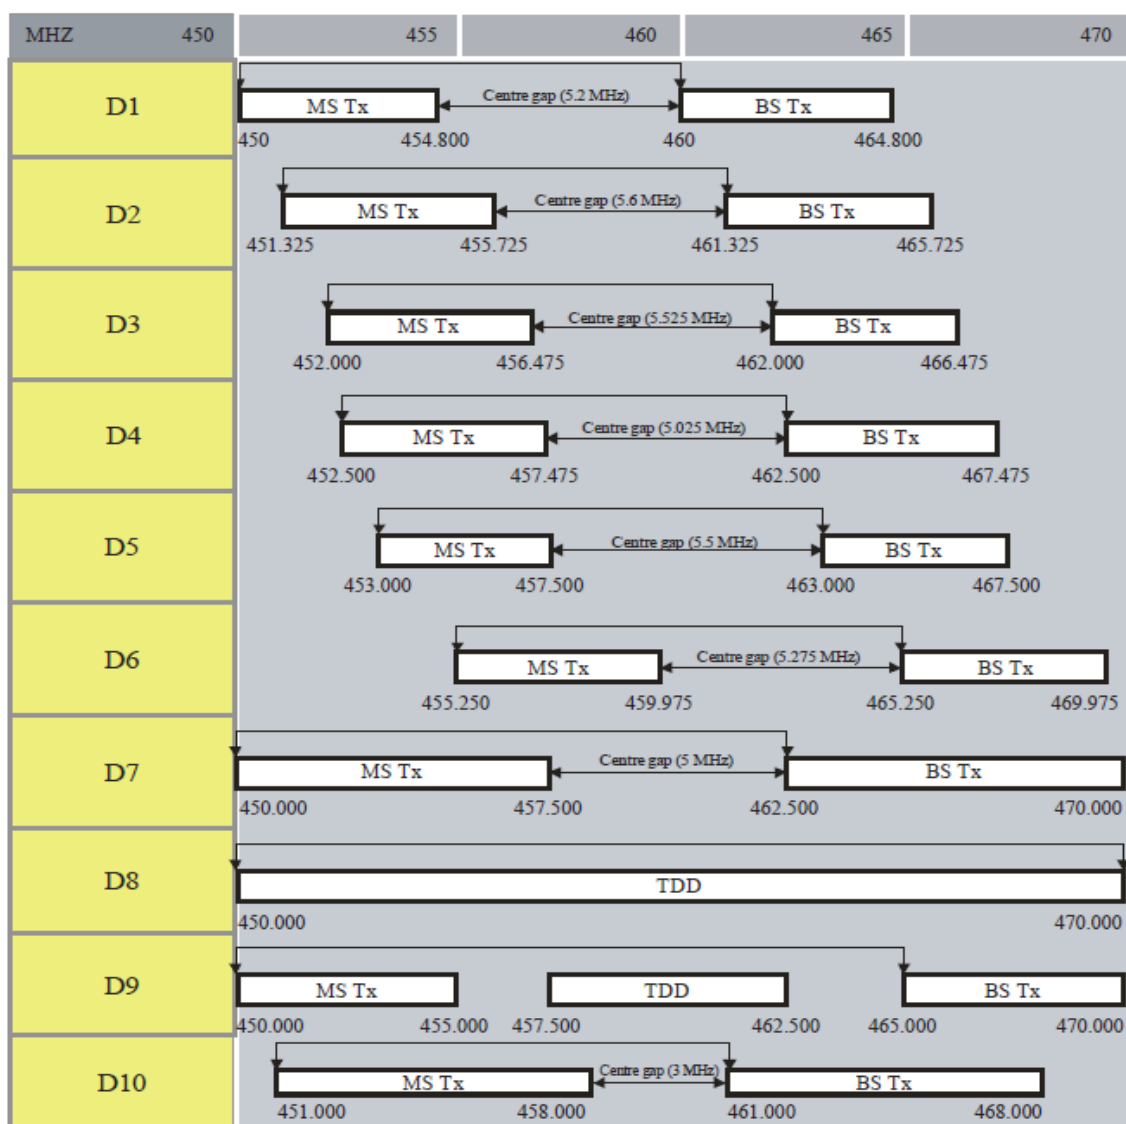 MHZ 450 455 460 465 470
D1 MS Tx Centre gap (5.2 MHz) BS Tx
450 454.800 460 464.800
D2 MS Tx Centre gap (5.6 MHz) BS Tx
451.325 455.725 461.325 465.725
D3 MS Tx Centre gap (5.525 MHz) BS Tx
452.000 456.475 462.000 466.475
D4 MS Tx Centre gap (5.025 MHz) BS Tx
452.500 457.475 462.500 467.475
D5 MS Tx Centre gap (5.5 MHz) BS Tx
453.000 457.500 463.000 467.500
D6 MS Tx Centre gap (5.275 MHz) BS Tx
455.250 459.975 465.250 469.975
D7 MS Tx Centre gap (5 MHz) BS Tx
450.000 457.500 462.500 470.000
D8 TDD
450.000 470.000
D9 MS Tx TDD BS Tx
450.000 455.000 457.500 462.500 465.000 470.000
D10 MS Tx Centre gap (3 MHz) BS Tx
451.000 458.000 461.000 468.000